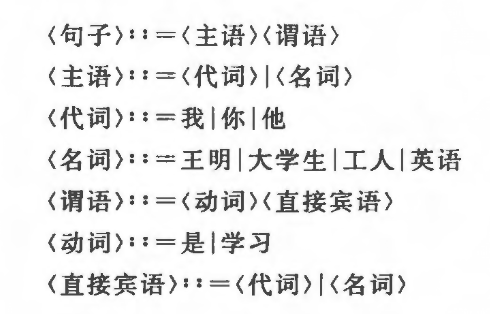 〈句子〉::=〈主语〉〈谓语〉
〈主语〉::=〈代词〉|〈名词〉
〈代词〉::=我|你|他
〈名词〉::=王明|大学生|工人|英语
〈谓语〉::=〈动词〉〈直接宾语〉
〈动词〉::=是|学习
〈直接宾语〉::=〈代词〉|〈名词〉